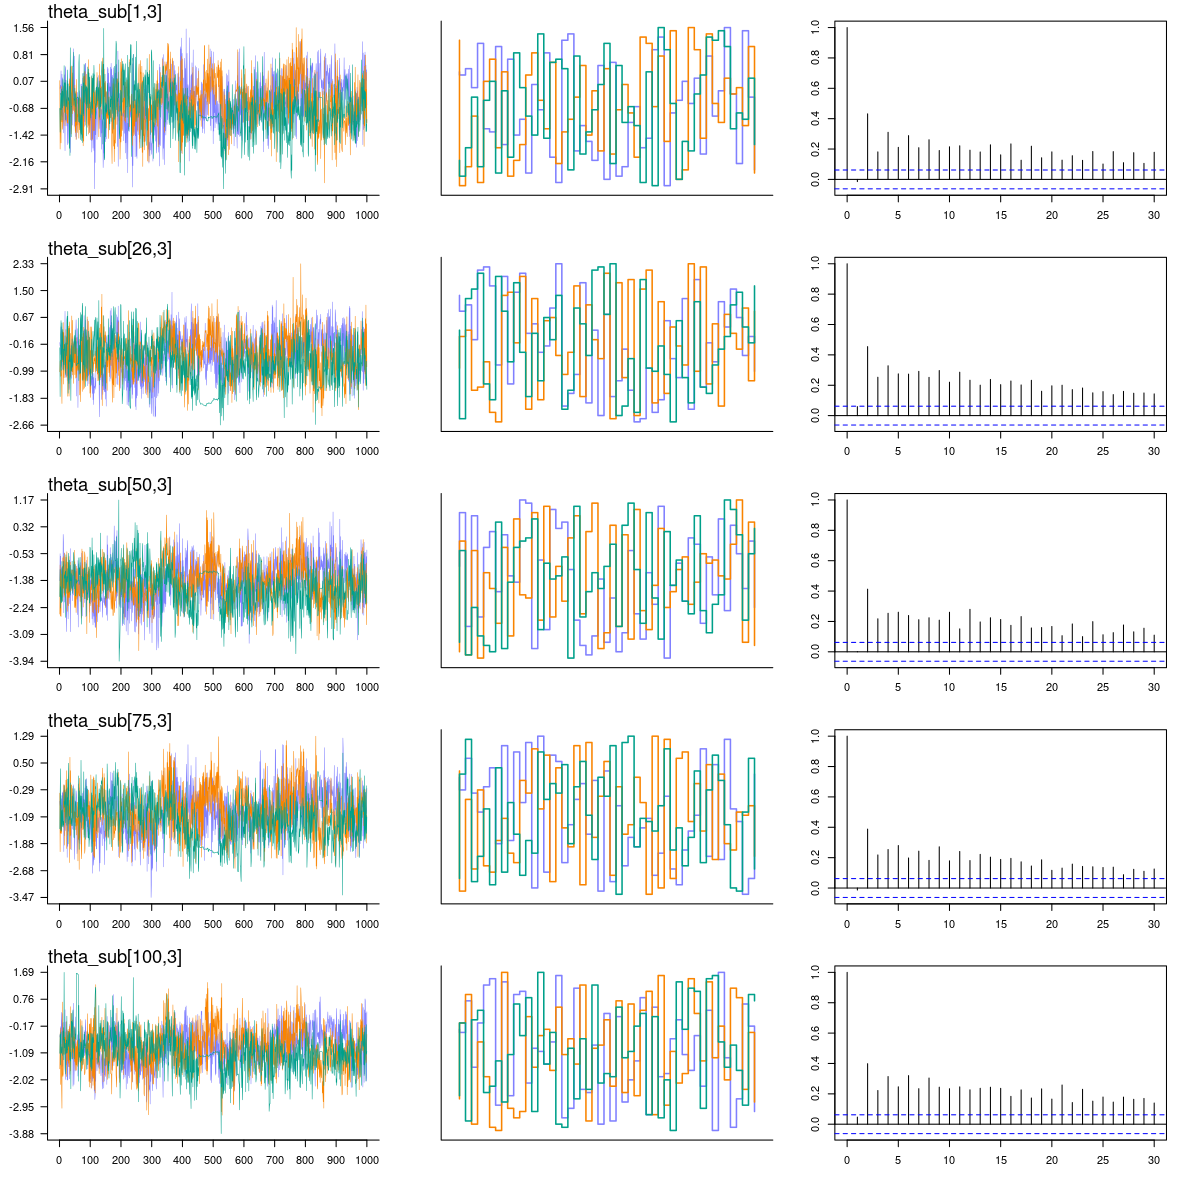 theta_sub[1,3]
1.56
0.81
0.07
-0.68
-1.42
-2.16
-2.91
0 100 200 300 400 500 600 700 800 900 1000
0.0 0.2 0.4 0.6 0.8 1.0
0 5 10 15 20 25 30
theta_sub[26,3]
2.33
1.50
0.67
-0.16
-0.99
-1.83
-2.66
0 100 200 300 400 500 600 700 800 900 1000
0.0 0.2 0.4 0.6 0.8 1.0
0 5 10 15 20 25 30
theta_sub[50,3]
1.17
0.32
-0.53
-1.38
-2.24
-3.09
-3.94
0 100 200 300 400 500 600 700 800 900 1000
0.0 0.2 0.4 0.6 0.8 1.0
0 5 10 15 20 25 30
theta_sub[75,3]
1.29
0.50
-0.29
-1.09
-1.88
-2.68
-3.47
0 100 200 300 400 500 600 700 800 900 1000
0.0 0.2 0.4 0.6 0.8 1.0
0 5 10 15 20 25 30
theta_sub[100,3]
1.69
0.76
-0.17
-1.09
-2.02
-2.95
-3.88
0 100 200 300 400 500 600 700 800 900 1000
0.0 0.2 0.4 0.6 0.8 1.0
0 5 10 15 20 25 30